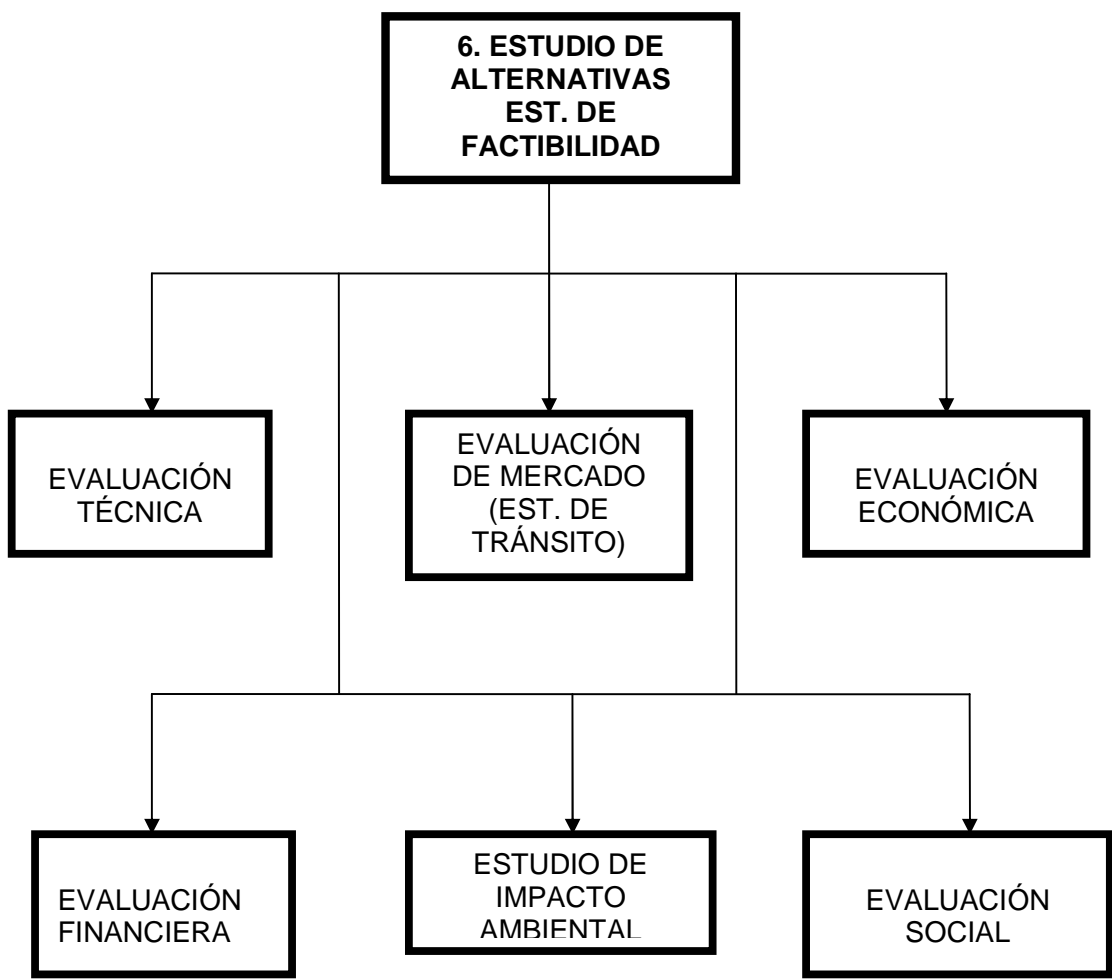 6. ESTUDIO DE
ALTERNATIVAS
EST. DE
FACTIBILIDAD
EVALUACIÓN
TÉCNICA
EVALUACIÓN
DE MERCADO
(EST. DE
TRÁNSITO)
EVALUACIÓN
ECONÓMICA
EVALUACIÓN
FINANCIERA
ESTUDIO DE
IMPACTO
AMBIENTAL
EVALUACIÓN
SOCIAL